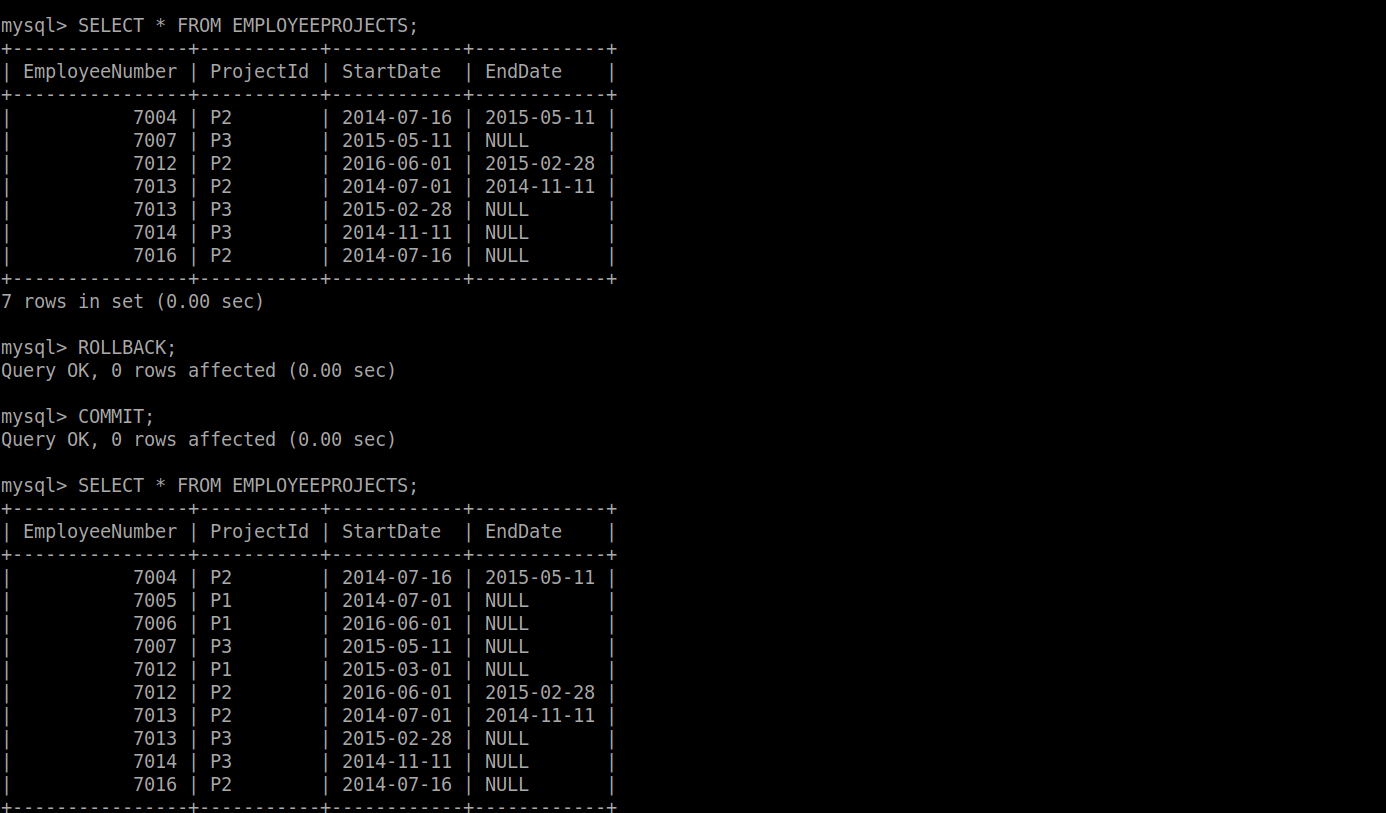 mysql> SELECT * FROM EMPLOYEEPROJECTS;
+----------------+-----------+------------+------------+
| EmployeeNumber | ProjectId | StartDate  | EndDate    |
+----------------+-----------+------------+------------+
|           7004 | P2        | 2014-07-16 | 2015-05-11 |
|           7007 | P3        | 2015-05-11 | NULL       |
|           7012 | P2        | 2016-06-01 | 2015-02-28 |
|           7013 | P2        | 2014-07-01 | 2014-11-11 |
|           7013 | P3        | 2015-02-28 | NULL       |
|           7014 | P3        | 2014-11-11 | NULL       |
|           7016 | P2        | 2014-07-16 | NULL       |
+----------------+-----------+------------+------------+
7 rows in set (0.00 sec)

mysql> ROLLBACK;
Query OK, 0 rows affected (0.00 sec)

mysql> COMMIT;
Query OK, 0 rows affected (0.00 sec)

mysql> SELECT * FROM EMPLOYEEPROJECTS;
+----------------+-----------+------------+------------+
| EmployeeNumber | ProjectId | StartDate  | EndDate    |
+----------------+-----------+------------+------------+
|           7004 | P2        | 2014-07-16 | 2015-05-11 |
|           7005 | P1        | 2014-07-01 | NULL       |
|           7006 | P1        | 2016-06-01 | NULL       |
|           7007 | P3        | 2015-05-11 | NULL       |
|           7012 | P1        | 2015-03-01 | NULL       |
|           7012 | P2        | 2016-06-01 | 2015-02-28 |
|           7013 | P2        | 2014-07-01 | 2014-11-11 |
|           7013 | P3        | 2015-02-28 | NULL       |
|           7014 | P3        | 2014-11-11 | NULL       |
|           7016 | P2        | 2014-07-16 | NULL       |
+----------------+-----------+------------+------------+